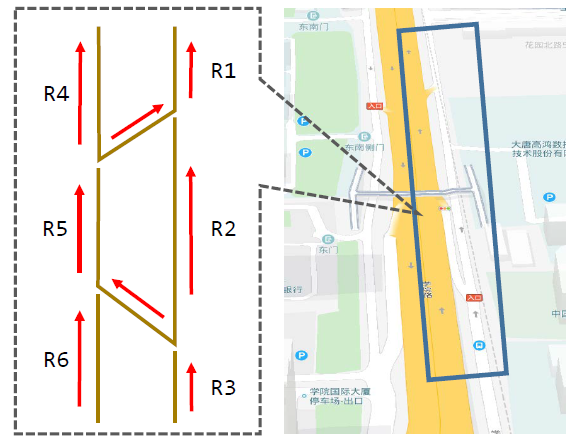 R4
R1
R5
R2
R6
R3
东南门
花园北路
入口
P
东南侧门
P
大唐高鸿数据
技术股份有限
P
东门
银行
入口
中国
P
学院国际大厦
停车场-出口